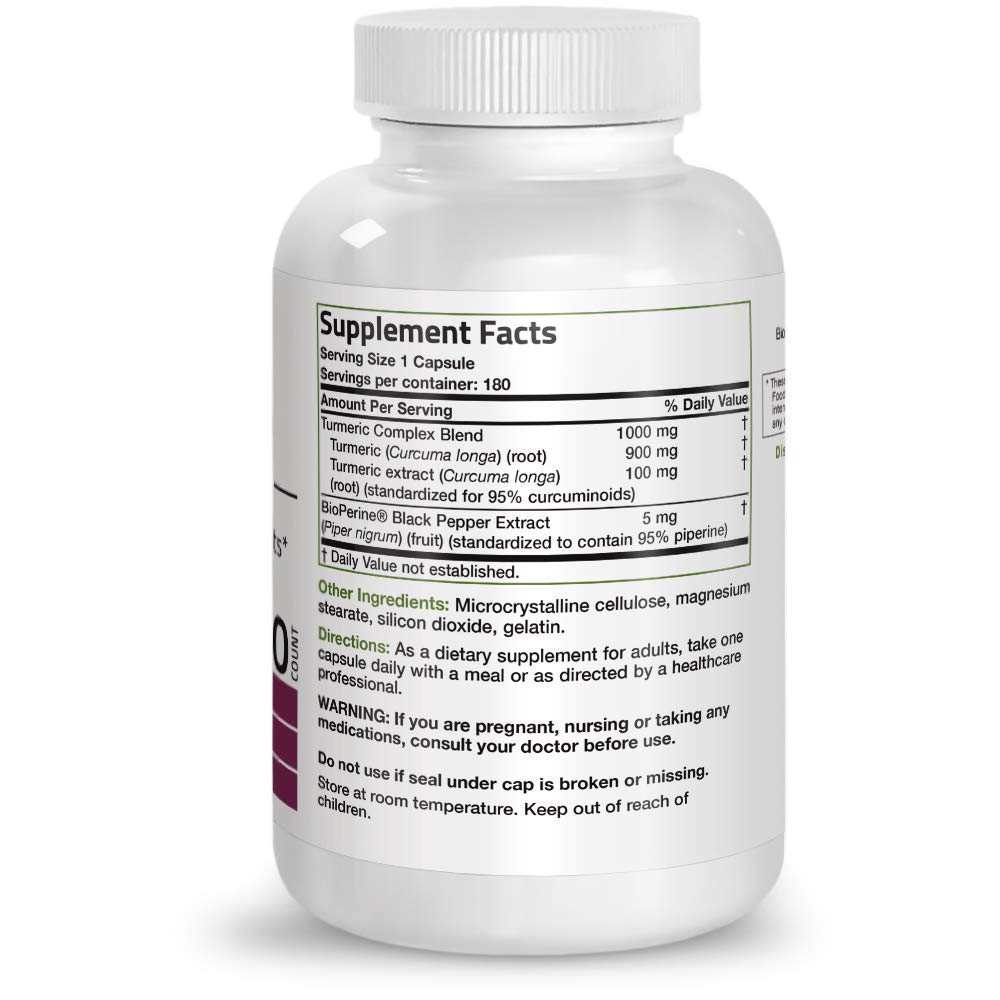 Supplement Facts
Serving Size 1 Capsule
Servings per container: 180
Amount Per Serving % Daily Value
Turmeric Complex Blend 1000 mg †
Turmeric (Curcuma longa) (root) 900 mg †
Turmeric extract (Curcuma longa) 100 mg †
(root) (standardized for 95% curcuminoids)
BioPerine® Black Pepper Extract 5 mg †
(Piper nigrum) (fruit) (standardized to contain 95% piperine)
† Daily Value not established.
Other Ingredients: Microcrystalline cellulose, magnesium
stearate, silicon dioxide, gelatin.
Directions: As a dietary supplement for adults, take one
capsule daily with a meal or as directed by a healthcare
professional.
WARNING: If you are pregnant, nursing or taking any
medications, consult your doctor before use.
Do not use if seal under cap is broken or missing.
Store at room temperature. Keep out of reach of
children.
COUNT